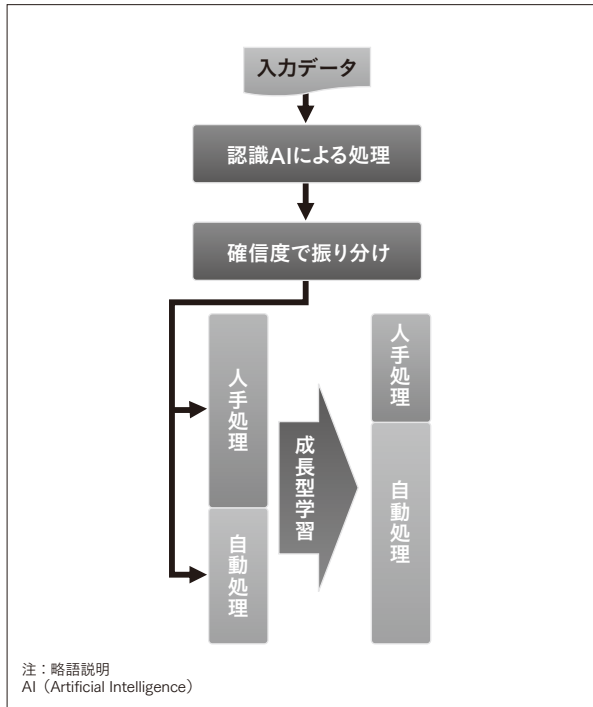 入力データ
認識AIによる処理
確信度で振り分け
人手処理
自動処理
成長型学習
人手処理
自動処理
注：略語説明
AI（Artificial Intelligence）